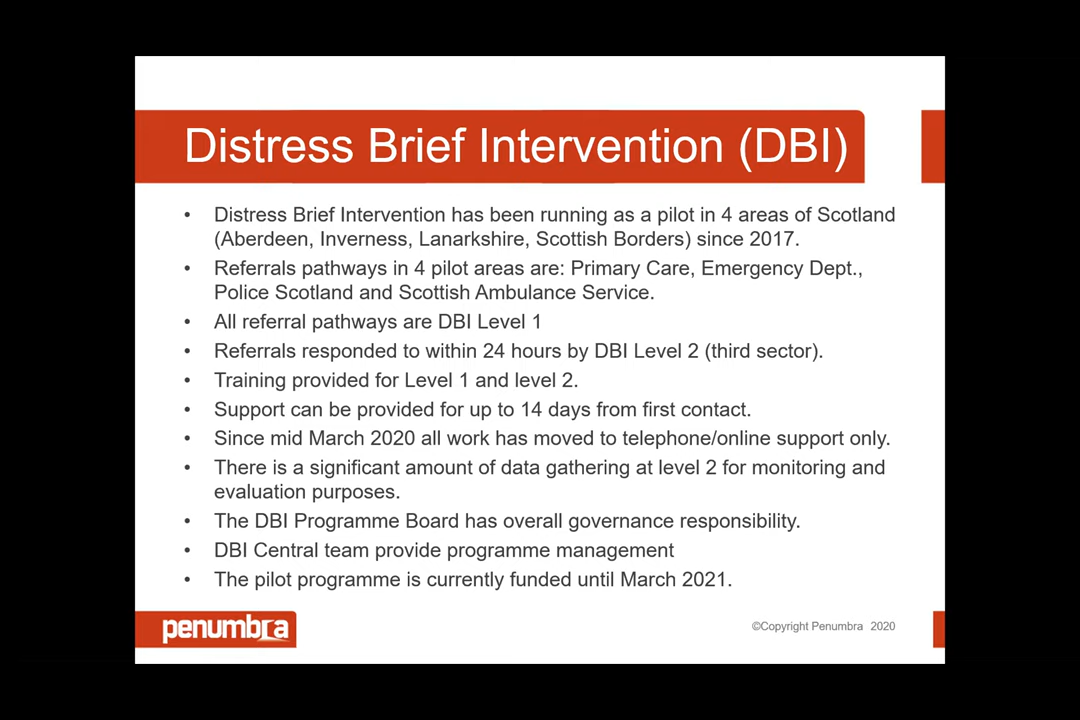 Distress Brief Intervention (DBI)
• Distress Brief Intervention has been running as a pilot in 4 areas of Scotland
(Aberdeen, Inverness, Lanarkshire, Scottish Borders) since 2017.
• Referrals pathways in 4 pilot areas are: Primary Care, Emergency Dept.,
Police Scotland and Scottish Ambulance Service.
• All referral pathways are DBI Level 1
• Referrals responded to within 24 hours by DBI Level 2 (third sector).
• Training provided for Level 1 and level 2.
• Support can be provided for up to 14 days from first contact.
• Since mid March 2020 all work has moved to telephone/online support only.
• There is a significant amount of data gathering at level 2 for monitoring and
evaluation purposes.
• The DBI Programme Board has overall governance responsibility.
• DBI Central team provide programme management
• The pilot programme is currently funded until March 2021.
penumbra
©Copyright Penumbra 2020